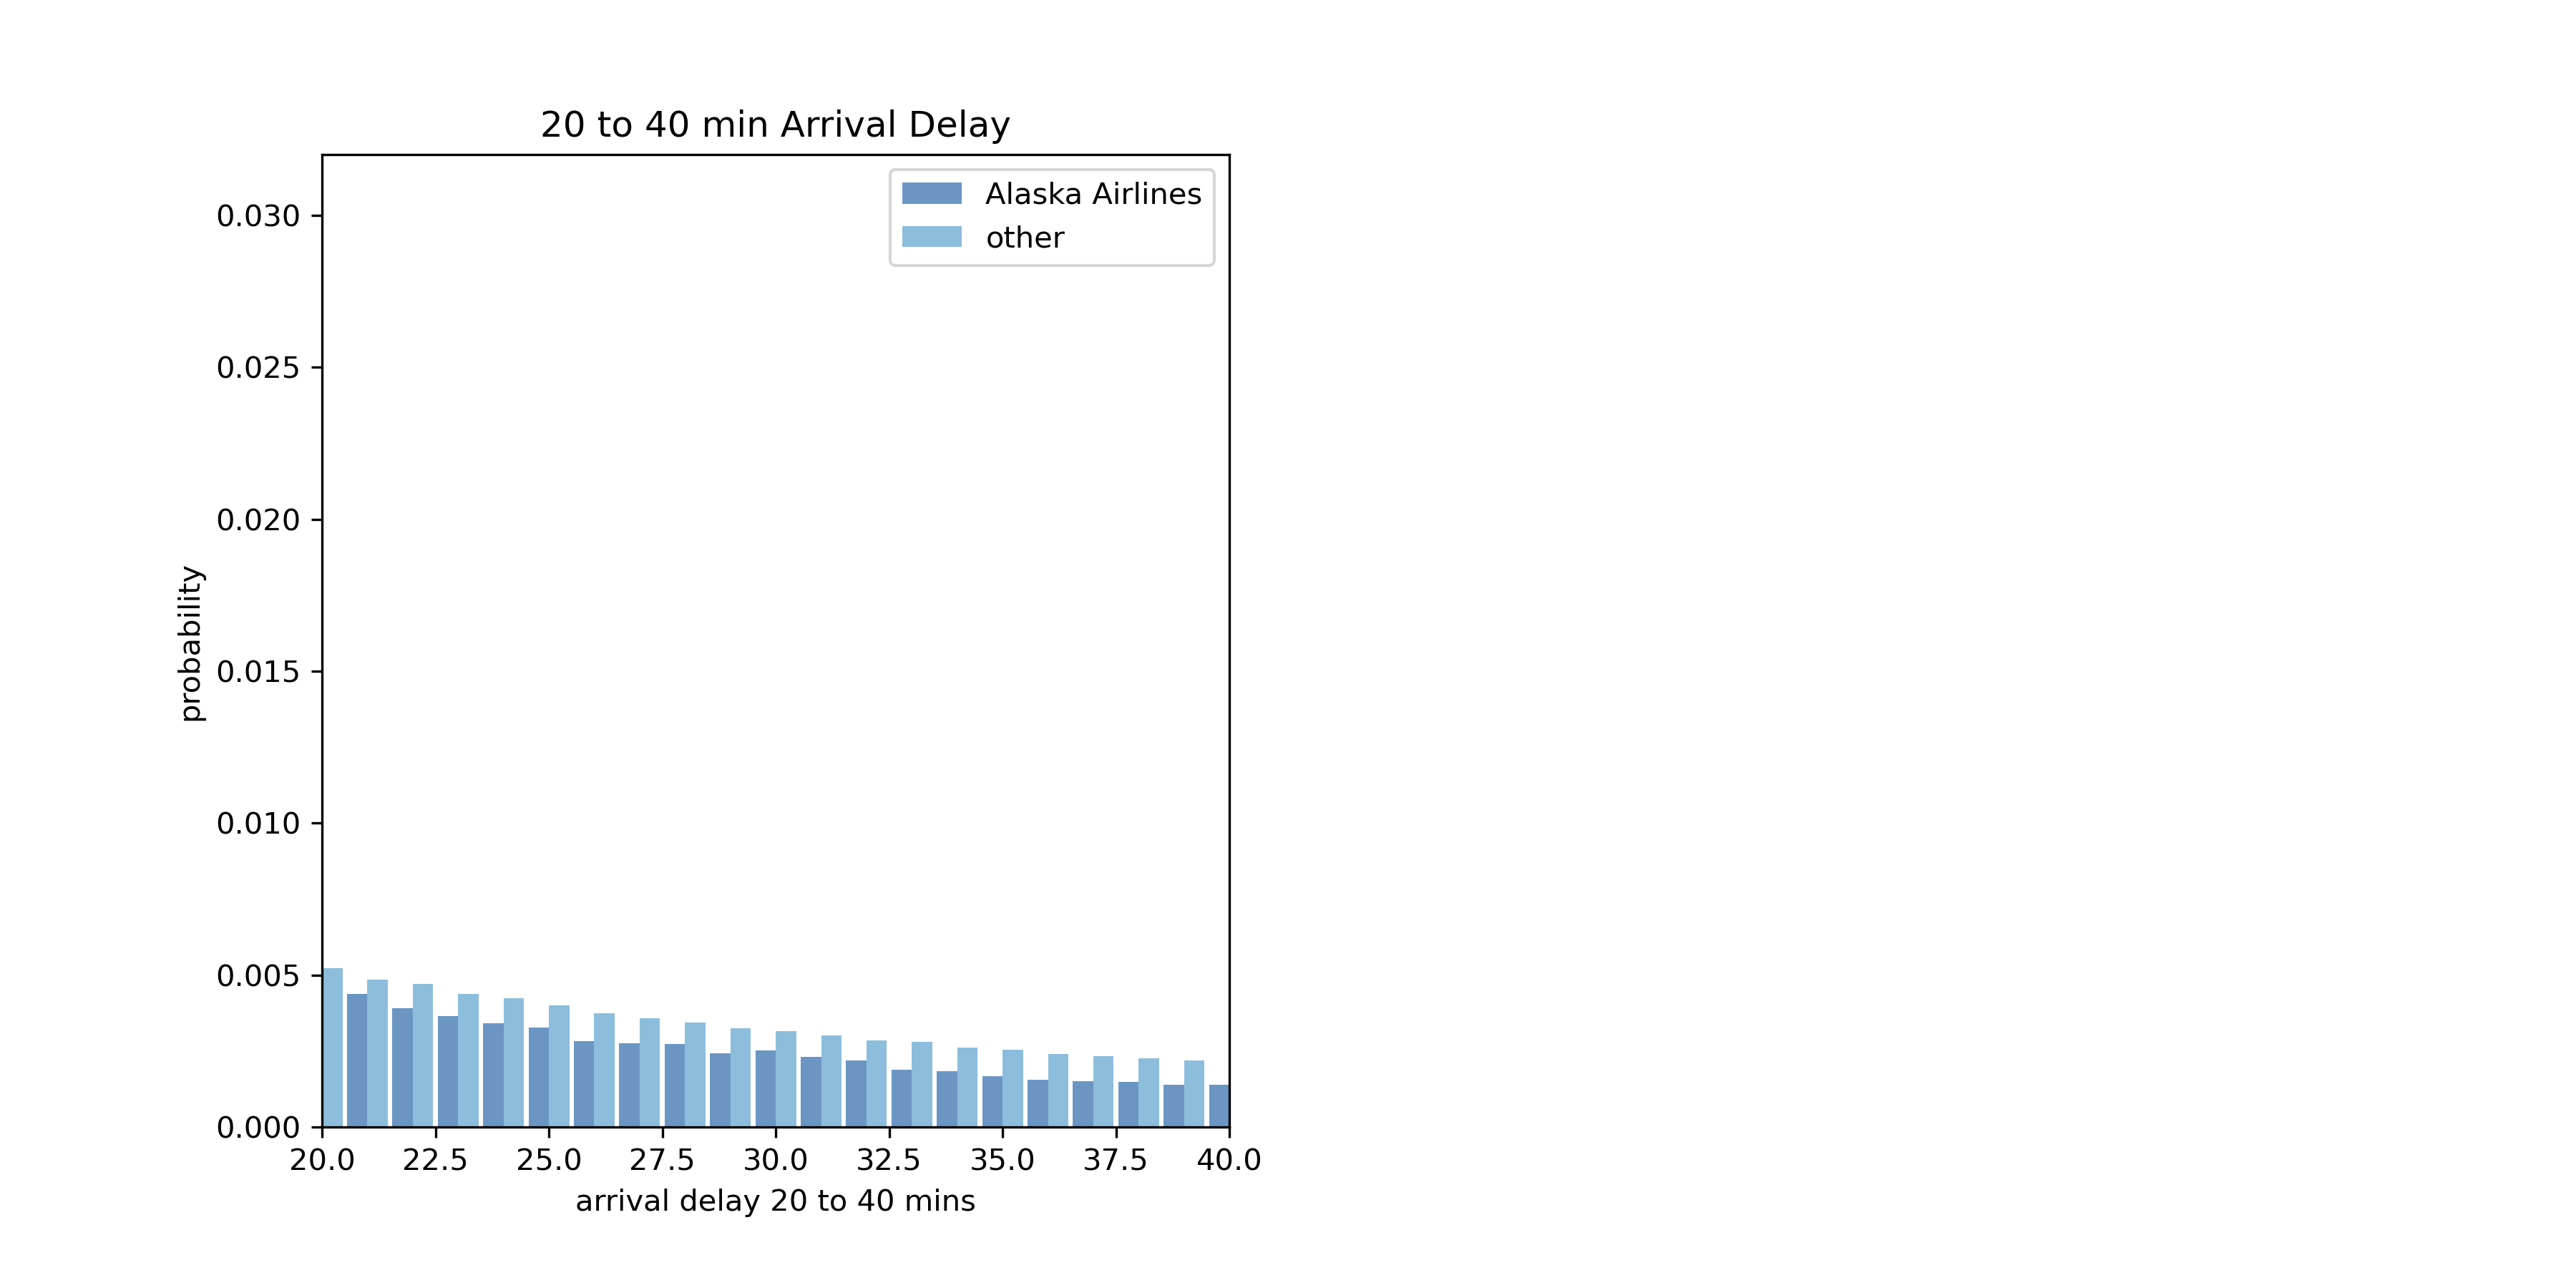 20 to 40 min Arrival Delay
Alaska Airlines
other
probability
0.030
0.025
0.020
0.015
0.010
0.005
0.000
20.0 22.5 25.0 27.5 30.0 32.5 35.0 37.5 40.0
arrival delay 20 to 40 mins